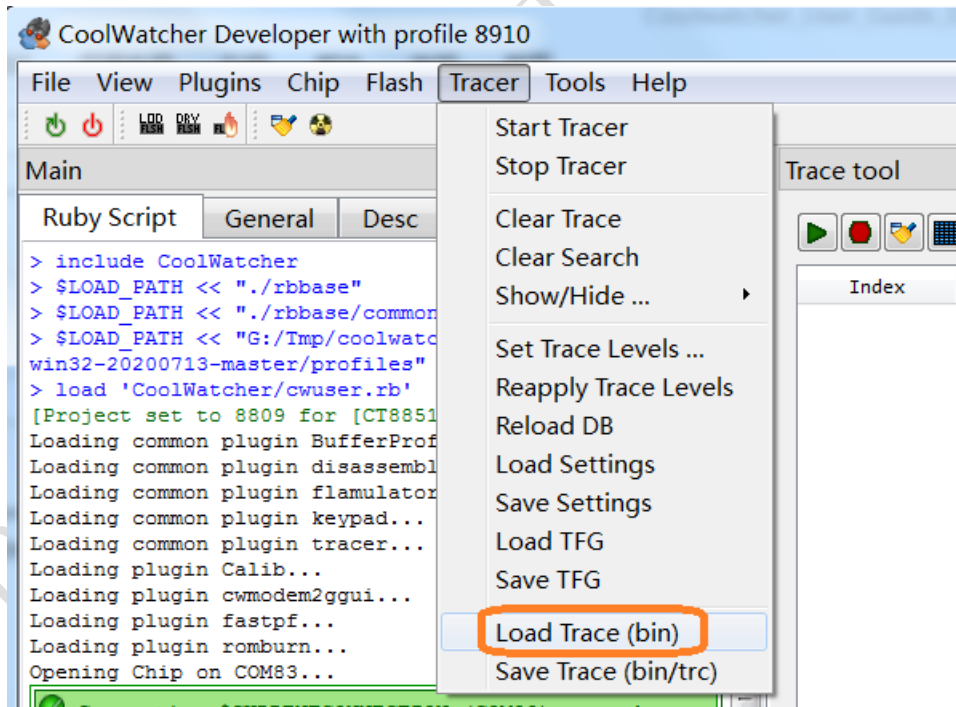 CoolWatcher Developer with profile 8910
File View Plugins Chip Flash Tracer Tools Help
LOD FLSH DRY FLSH FL
Main
Ruby Script General Desc
> include CoolWatcher
> $LOAD_PATH << "./rbbase"
> $LOAD_PATH << "./rbbase/common
> $LOAD_PATH << "G:/Tmp/coolwatc
win32-20200713-master/profiles"
> load 'CoolWatcher/cwuser.rb'
[Project set to 8809 for [CT8851
Loading common plugin BufferProf
Loading common plugin disassembl
Loading common plugin flamulator
Loading common plugin keypad...
Loading common plugin tracer...
Loading plugin Calib...
Loading plugin cwmodem2ggui...
Loading plugin fastpf...
Loading plugin romburn...
Opening Chip on COM83...
Start Tracer
Stop Tracer
Clear Trace
Clear Search
Show/Hide ...
Set Trace Levels ...
Reapply Trace Levels
Reload DB
Load Settings
Save Settings
Load TFG
Save TFG
Load Trace (bin)
Save Trace (bin/trc)
Trace tool
Index